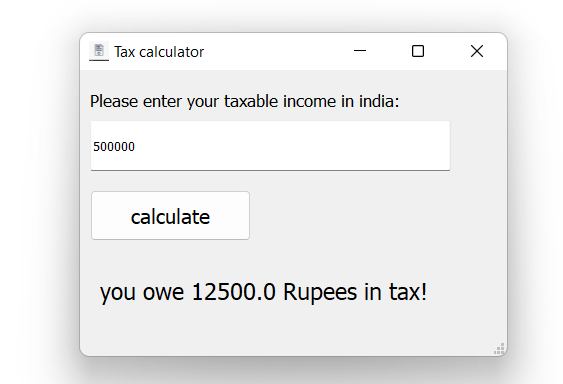 Tax calculator
Please enter your taxable income in india:
500000
calculate
you owe 12500.0 Rupees in tax!